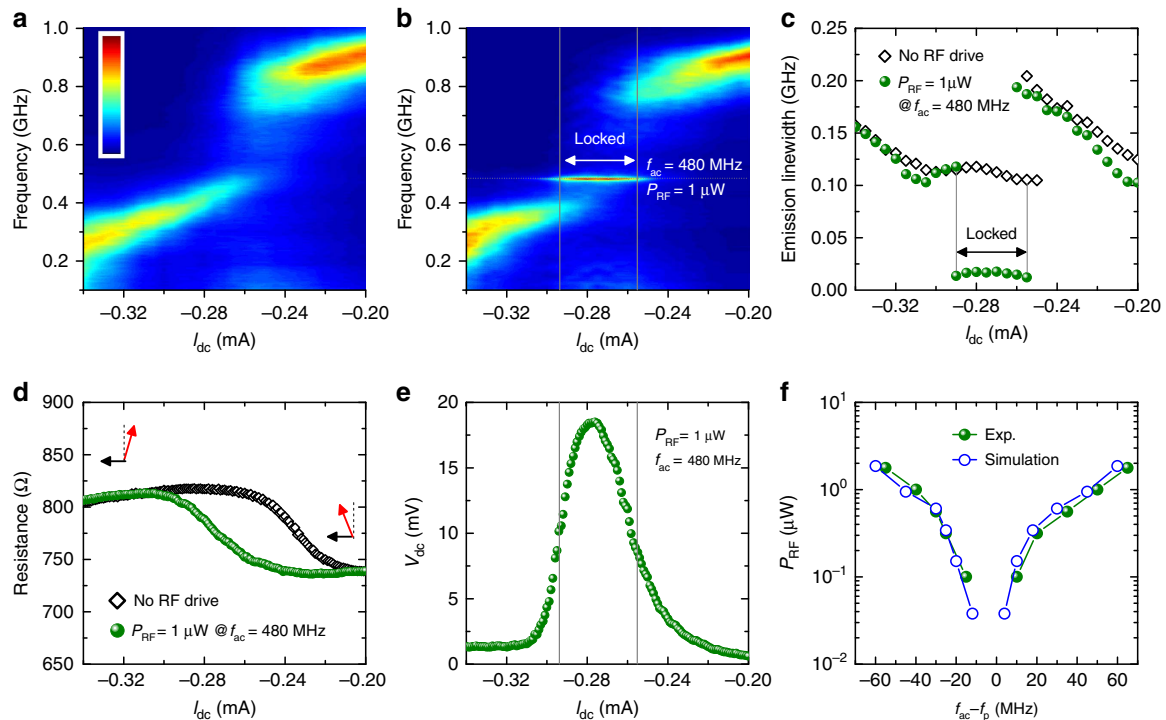 a
1.0
0.8
0.6
0.4
0.2
Frequency (GHz)
−0.32 −0.28 −0.24 −0.20
I_dc (mA)
b
1.0
0.8
0.6
0.4
0.2
Frequency (GHz)
Locked
f_ac = 480 MHz
P_RF = 1 μW
−0.32 −0.28 −0.24 −0.20
I_dc (mA)
c
0.25
0.20
0.15
0.10
0.05
0.00
Emission linewidth (GHz)
No RF drive
P_RF = 1μW
@f_ac = 480 MHz
Locked
−0.32 −0.28 −0.24 −0.20
I_dc (mA)
d
900
850
800
750
700
650
Resistance (Ω)
No RF drive
P_RF = 1 μW @f_ac = 480 MHz
−0.32 −0.28 −0.24 −0.20
I_dc (mA)
e
20
15
10
5
0
V_dc (mV)
P_RF = 1 μW
f_ac = 480 MHz
−0.32 −0.28 −0.24 −0.20
I_dc (mA)
f
10¹
10⁰
10⁻¹
10⁻²
P_RF (μW)
Exp.
Simulation
−60 −40 −20 0 20 40 60
f_ac−f_p (MHz)